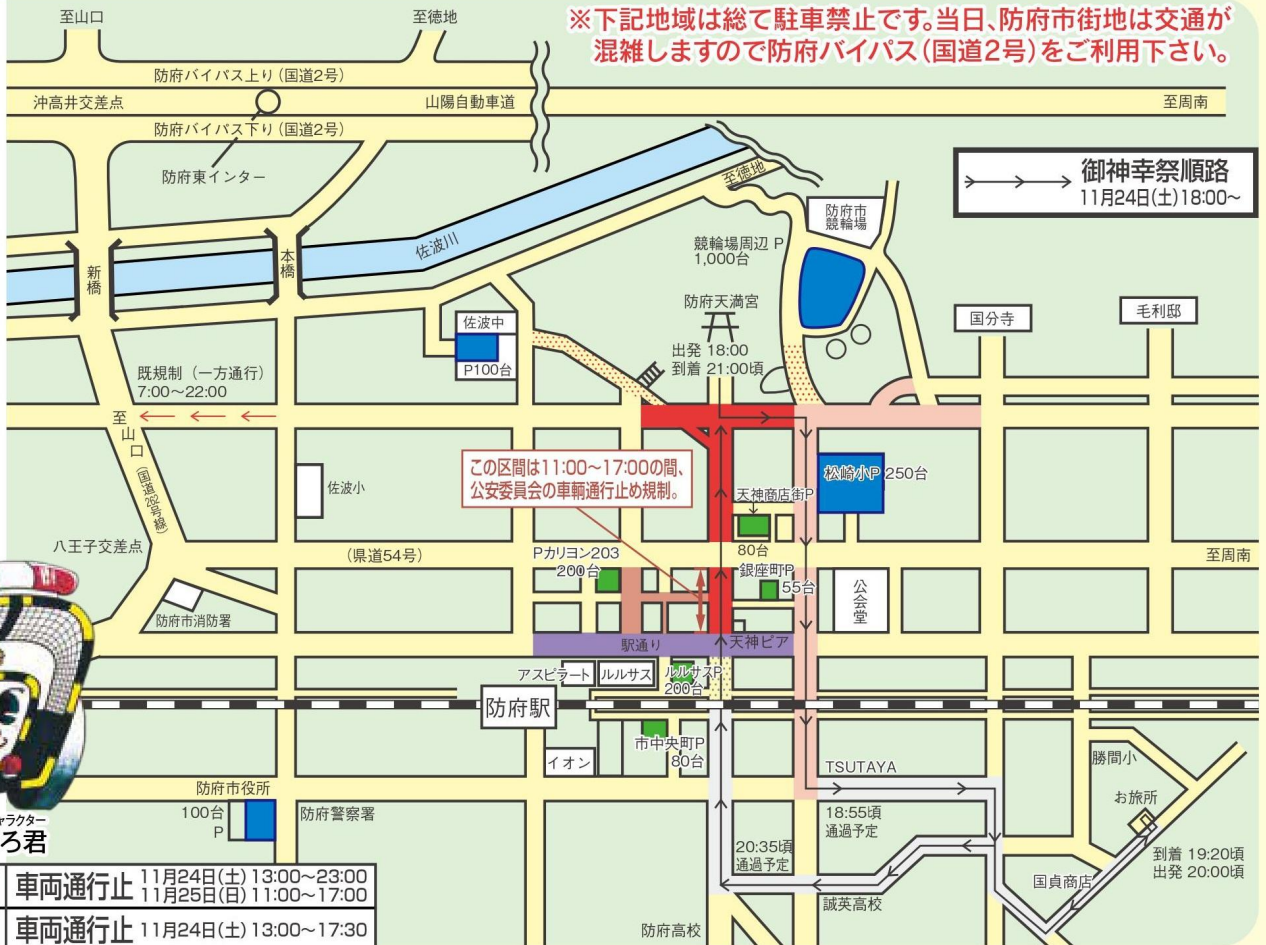 ※下記地域は総て駐車禁止です。当日、防府市街地は交通が
混雑しますので防府バイパス(国道2号)をご利用下さい。
至山口
至徳地
防府バイパス上り(国道2号)
沖高井交差点
山陽自動車道
至周南
防府バイパス下り(国道2号)
防府東インター
御神幸祭順路
11月24日(土)18:00~
至徳地
防府市
競輪場
佐波川
競輪場周辺 P
1,000台
新橋
本橋
防府天満宮
国分寺
毛利邸
佐波中
P100台
出発 18:00
到着 21:00頃
既規制(一方通行)
7:00~22:00
至山口
(国道262号線)
この区間は11:00~17:00の間、
公安委員会の車輌通行止め規制。
佐波小
松崎小P 250台
天神商店街P
80台
八王子交差点
(県道54号)
Pカリヨン203
200台
銀座町P
55台
至周南
公会堂
防府市消防署
駅通り
天神ピア
アスピラート
ルルサス
ルルサスP
200台
防府駅
市中央町P
80台
イオン
TSUTAYA
勝間小
防府市役所
100台
P
防府警察署
18:55頃
通過予定
お旅所
20:35頃
通過予定
到着 19:20頃
出発 20:00頃
国貞商店
誠英高校
防府高校
ャラクター
ろ君
車両通行止 11月24日(土) 13:00~23:00
11月25日(日) 11:00~17:00
車両通行止 11月24日(土) 13:00~17:30